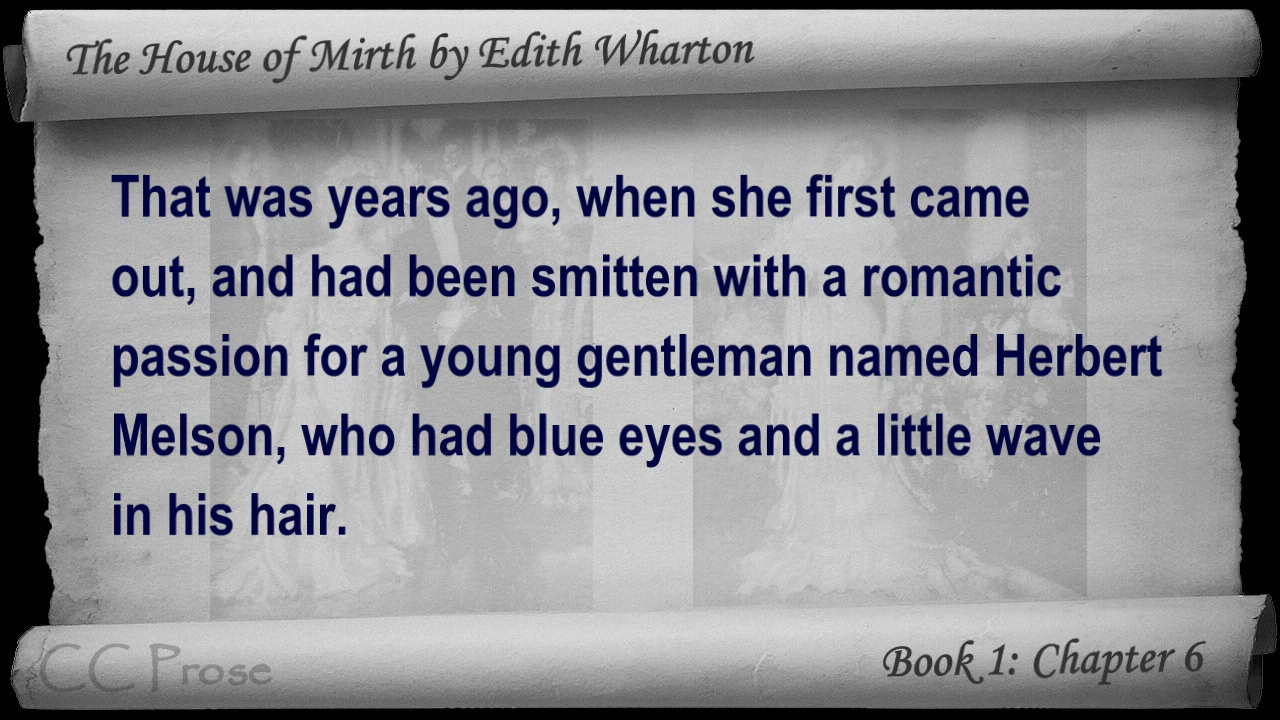 The House of Mirth by Edith Wharton
That was years ago, when she first came
out, and had been smitten with a romantic
passion for a young gentleman named Herbert
Melson, who had blue eyes and a little wave
in his hair.
CC Prose
Book 1: Chapter 6